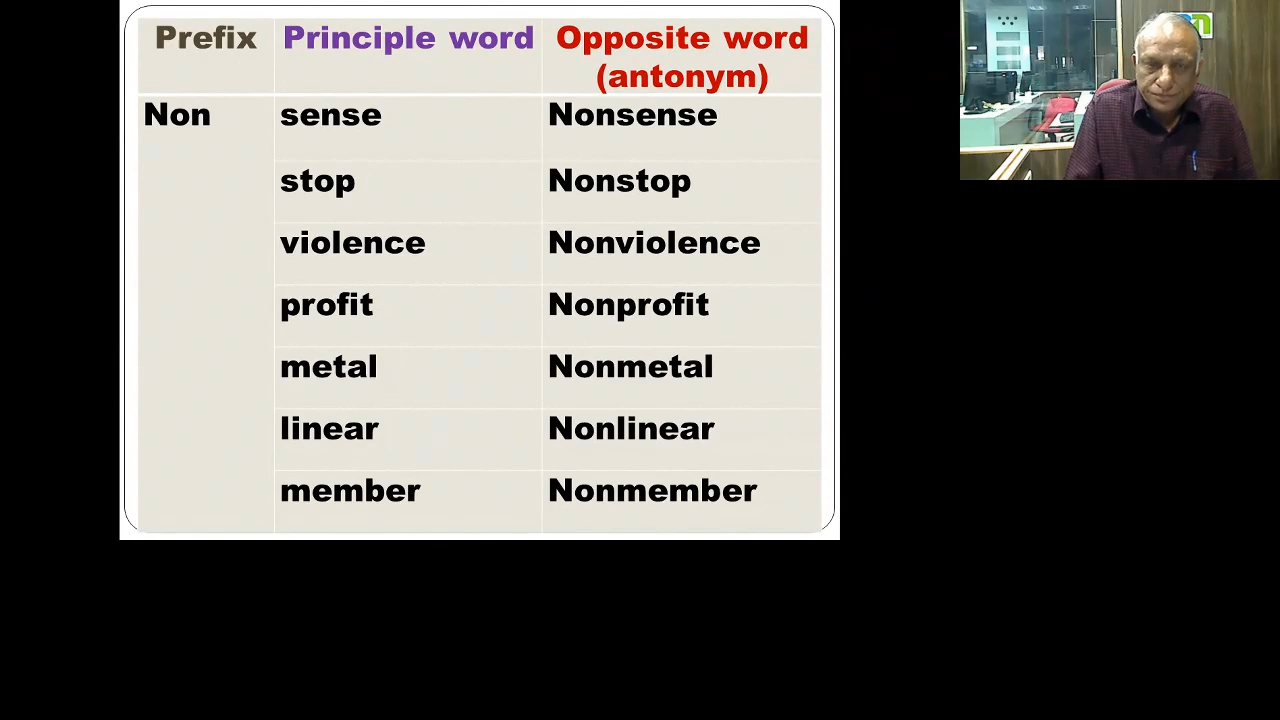 Prefix Principle word Opposite word
(antonym)
Non sense Nonsense
stop Nonstop
violence Nonviolence
profit Nonprofit
metal Nonmetal
linear Nonlinear
member Nonmember